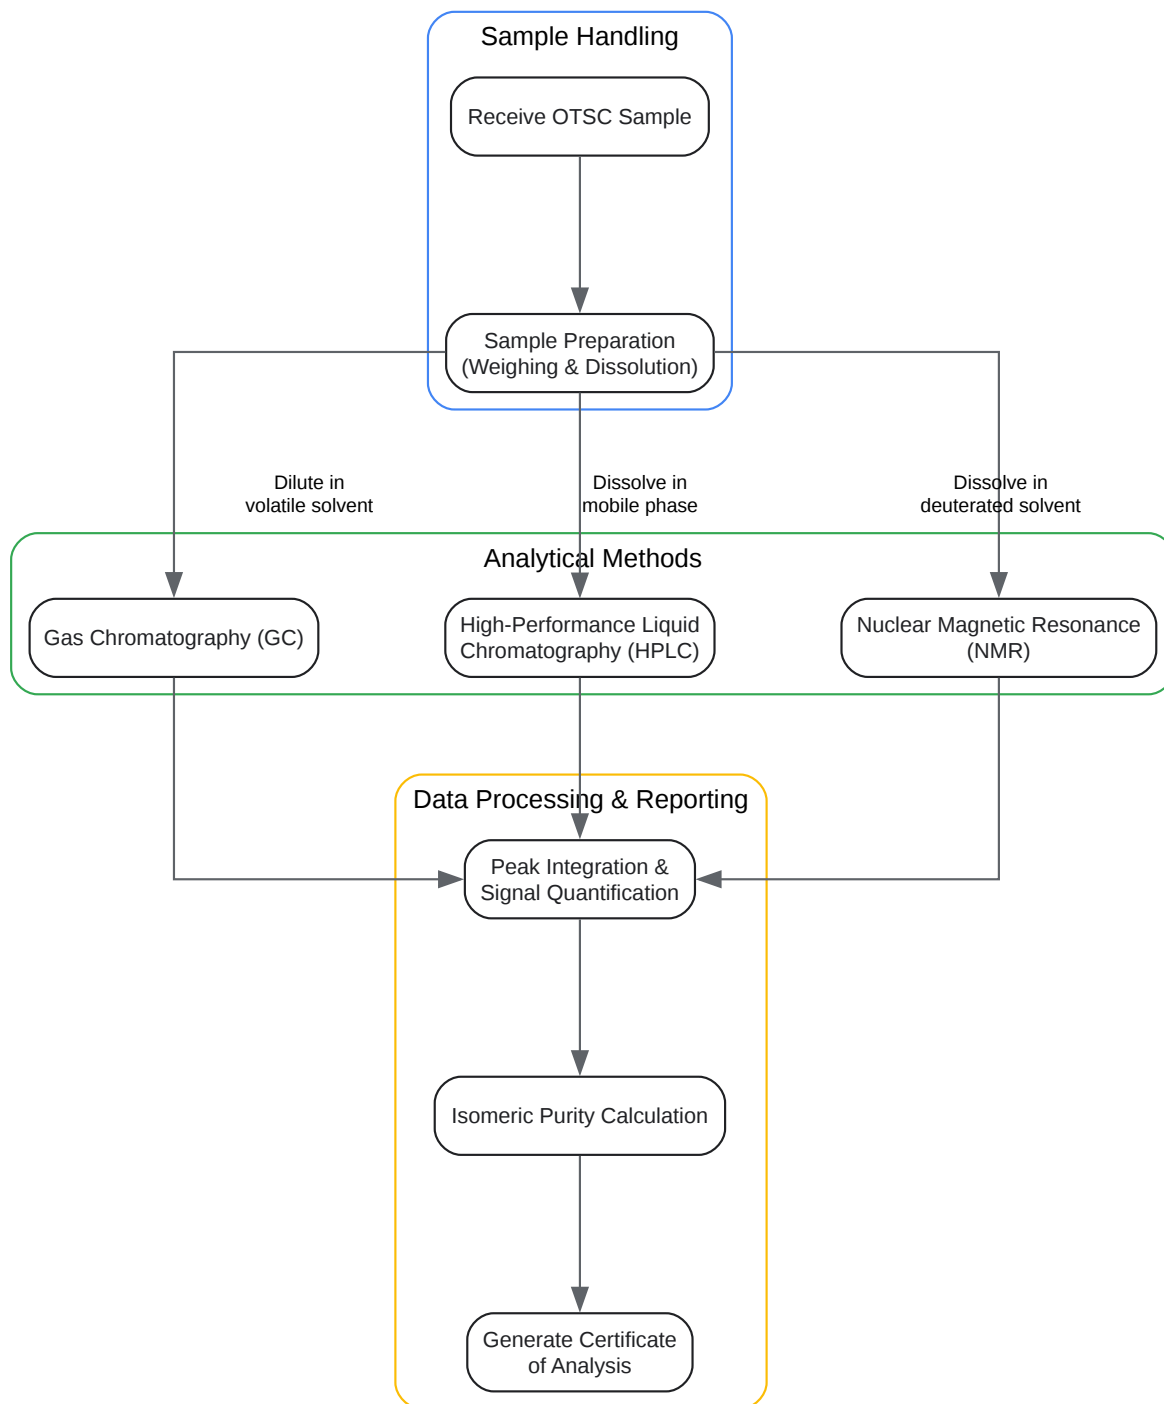 Sample Handling
Receive OTSC Sample
Sample Preparation
(Weighing & Dissolution)
Dilute in
volatile solvent
Dissolve in
mobile phase
Dissolve in
deuterated solvent
Analytical Methods
Gas Chromatography (GC)
High-Performance Liquid
Chromatography (HPLC)
Nuclear Magnetic Resonance
(NMR)
Data Processing & Reporting
Peak Integration &
Signal Quantification
Isomeric Purity Calculation
Generate Certificate
of Analysis